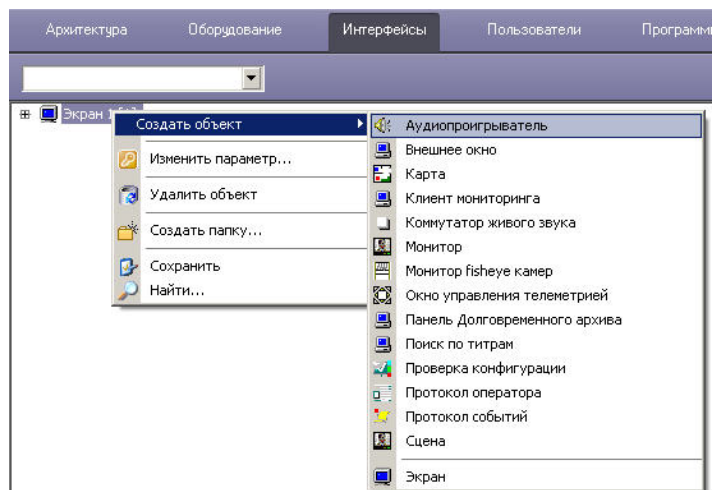 Архитектура Оборудование Интерфейсы Пользователи
Экран 1
Создать объект
Изменить параметр...
Удалить объект
Создать папку...
Сохранить
Найти...
Аудиопроигрыватель
Внешнее окно
Карта
Клиент мониторинга
Коммутатор живого звука
Монитор
Монитор fisheye камер
Окно управления телеметрией
Панель Долговременного архива
Поиск по титрам
Проверка конфигурации
Протокол оператора
Протокол событий
Сцена
Экран